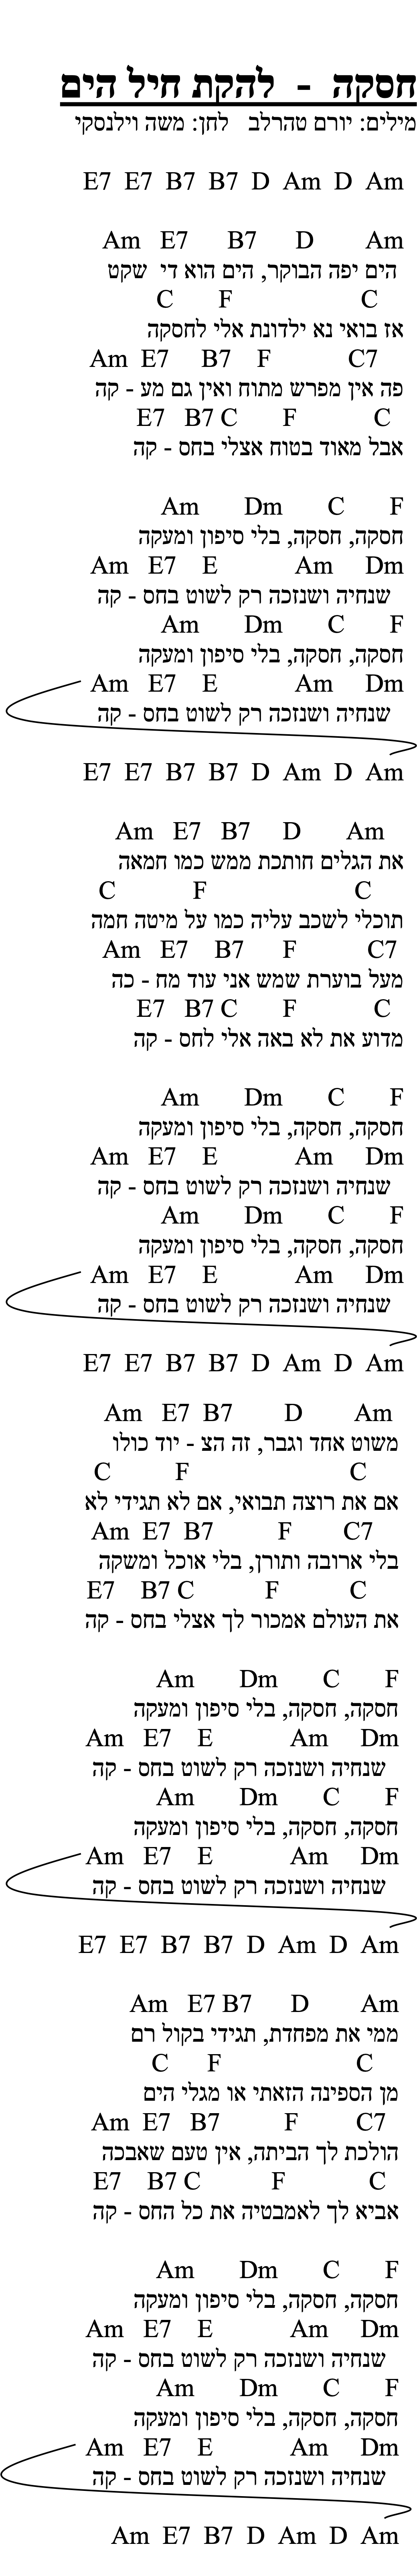 חסקה - להקת חיל הים
מילים: יורם טהרלב לחן: משה וילנסקי
E7 E7 B7 B7 D Am D Am
Am E7 B7 D Am
הים יפה הבוקר, הים הוא די שקט
C F C
אז בואי נא ילדונת אלי לחסקה
Am E7 B7 F C7
פה אין מפרש מתוח ואין גם מע - קה
E7 B7 C F C
אבל מאוד בטוח אצלי בחס - קה
Am Dm C F
חסקה, חסקה, בלי סיפון ומעקה
Am E7 E Am Dm
שנחיה ושנזכה רק לשוט בחס - קה
Am Dm C F
חסקה, חסקה, בלי סיפון ומעקה
Am E7 E Am Dm
שנחיה ושנזכה רק לשוט בחס - קה
E7 E7 B7 B7 D Am D Am
Am E7 B7 D Am
את הגלים חותכת ממש כמו חמאה
C F C
תוכלי לשכב עליה כמו על מיטה חמה
Am E7 B7 F C7
מעל בוערת שמש אני עוד מח - כה
E7 B7 C F C
מדוע את לא באה אלי לחס - קה
Am Dm C F
חסקה, חסקה, בלי סיפון ומעקה
Am E7 E Am Dm
שנחיה ושנזכה רק לשוט בחס - קה
Am Dm C F
חסקה, חסקה, בלי סיפון ומעקה
Am E7 E Am Dm
שנחיה ושנזכה רק לשוט בחס - קה
E7 E7 B7 B7 D Am D Am
Am E7 B7 D Am
משוט אחד וגבר, זה הצ - יוד כולו
C F C
אם את רוצה תבואי, אם לא תגידי לא
Am E7 B7 F C7
בלי ארובה ותורן, בלי אוכל ומשקה
E7 B7 C F C
את העולם אמכור לך אצלי בחס - קה
Am Dm C F
חסקה, חסקה, בלי סיפון ומעקה
Am E7 E Am Dm
שנחיה ושנזכה רק לשוט בחס - קה
Am Dm C F
חסקה, חסקה, בלי סיפון ומעקה
Am E7 E Am Dm
שנחיה ושנזכה רק לשוט בחס - קה
E7 E7 B7 B7 D Am D Am
Am E7 B7 D Am
ממי את מפחדת, תגידי בקול רם
C F C
מן הספינה הזאתי או מגלי הים
Am E7 B7 F C7
הולכת לך הביתה, אין טעם שאבכה
E7 B7 C F C
אביא לך לאמבטיה את כל החס - קה
Am Dm C F
חסקה, חסקה, בלי סיפון ומעקה
Am E7 E Am Dm
שנחיה ושנזכה רק לשוט בחס - קה
Am Dm C F
חסקה, חסקה, בלי סיפון ומעקה
Am E7 E Am Dm
שנחיה ושנזכה רק לשוט בחס - קה
Am E7 B7 D Am D Am